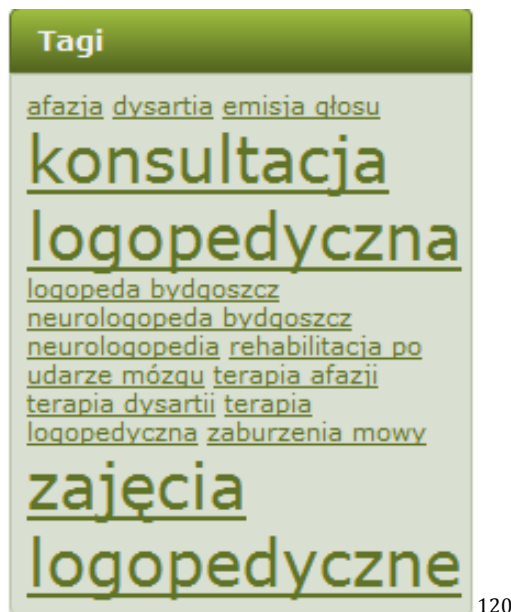 Tagi
afazja dysartia emisja głosu
konsultacja
logopedyczna
logopeda bydgoszcz
neurologopeda bydgoszcz
neurologopedia rehabilitacja po
udarze mózgu terapia afazji
terapia dysartii terapia
logopedyczna zaburzenia mowy
zajęcia
logopedyczne
120